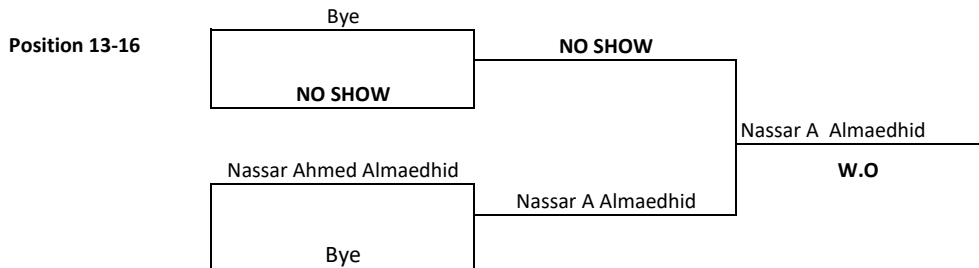 Bye
Position 13-16
NO SHOW
NO SHOW
Nassar A Almaedhid
W.O
Nassar Ahmed Almaedhid
Nassar A Almaedhid
Bye